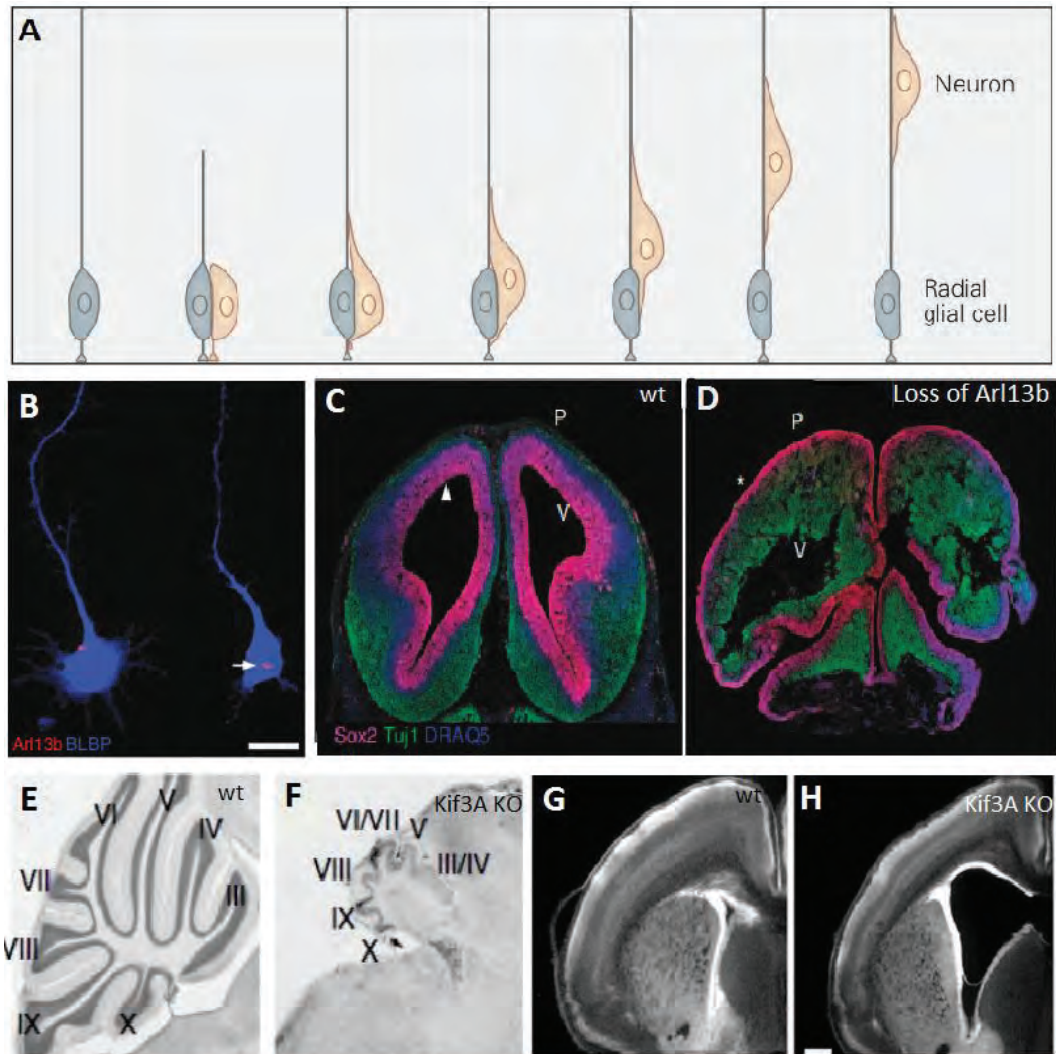 A
Neuron
Radial
glial cell
B
Arl13b BLBP
C
wt
P
V
Sox2 Tuj1 DRAQ5
D
Loss of Arl13b
P
*
V
E
wt
VI
V
IV
VII
III
VIII
IX
X
F
Kif3A KO
VI/VII
V
VIII
III/IV
IX
X
G
wt
H
Kif3A KO